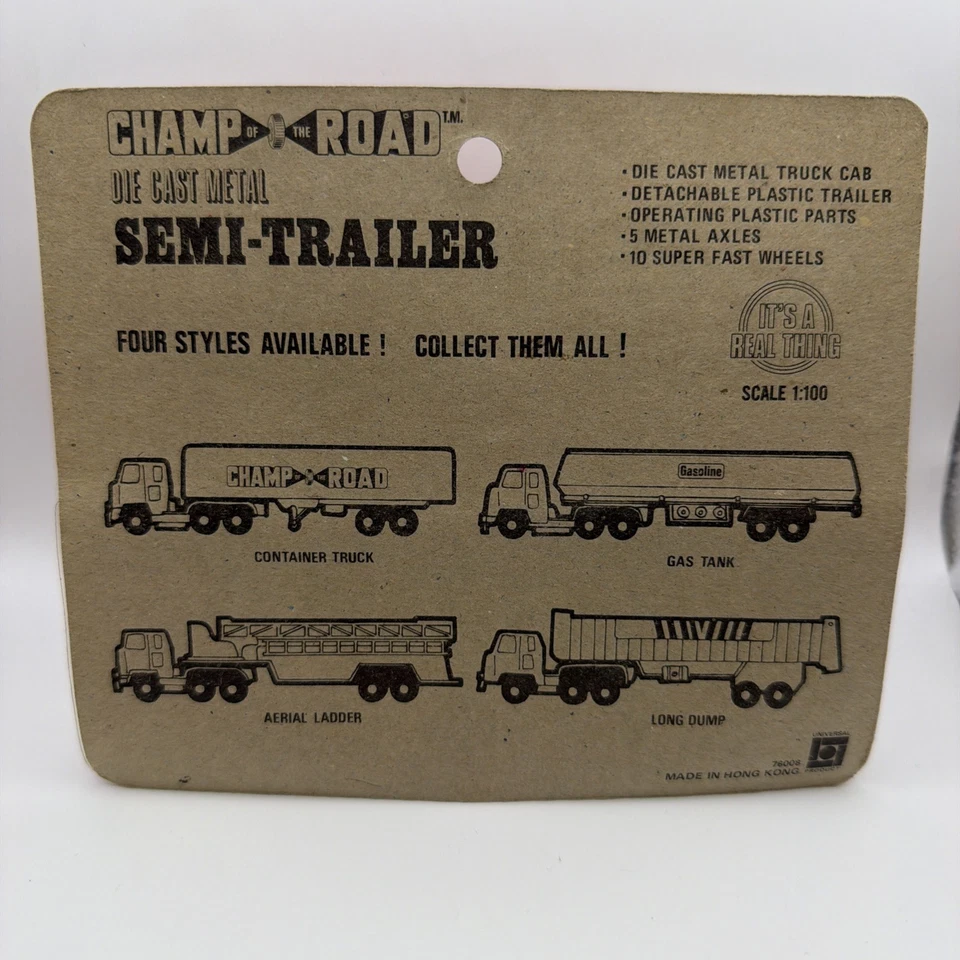 CHAMP OF THE ROAD T.M.
DIE CAST METAL
SEMI-TRAILER
• DIE CAST METAL TRUCK CAB
• DETACHABLE PLASTIC TRAILER
• OPERATING PLASTIC PARTS
• 5 METAL AXLES
• 10 SUPER FAST WHEELS
IT'S A
REAL THING
SCALE 1:100
FOUR STYLES AVAILABLE ! COLLECT THEM ALL !
CHAMP ROAD
CONTAINER TRUCK
Gasoline
GAS TANK
AERIAL LADDER
LONG DUMP
UNIVERSAL
PRODUCT
76008
MADE IN HONG KONG